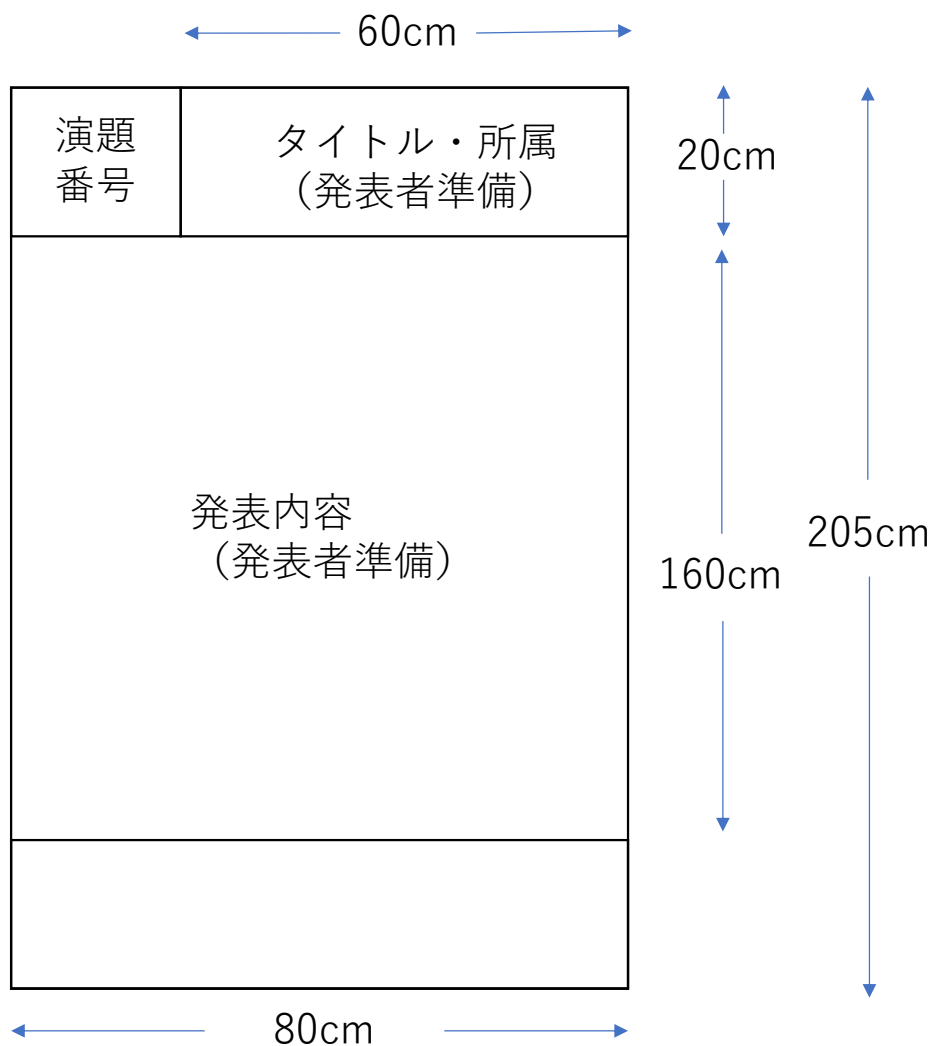 60cm
演題
番号
タイトル・所属
（発表者準備）
20cm
発表内容
（発表者準備）
160cm
205cm
80cm